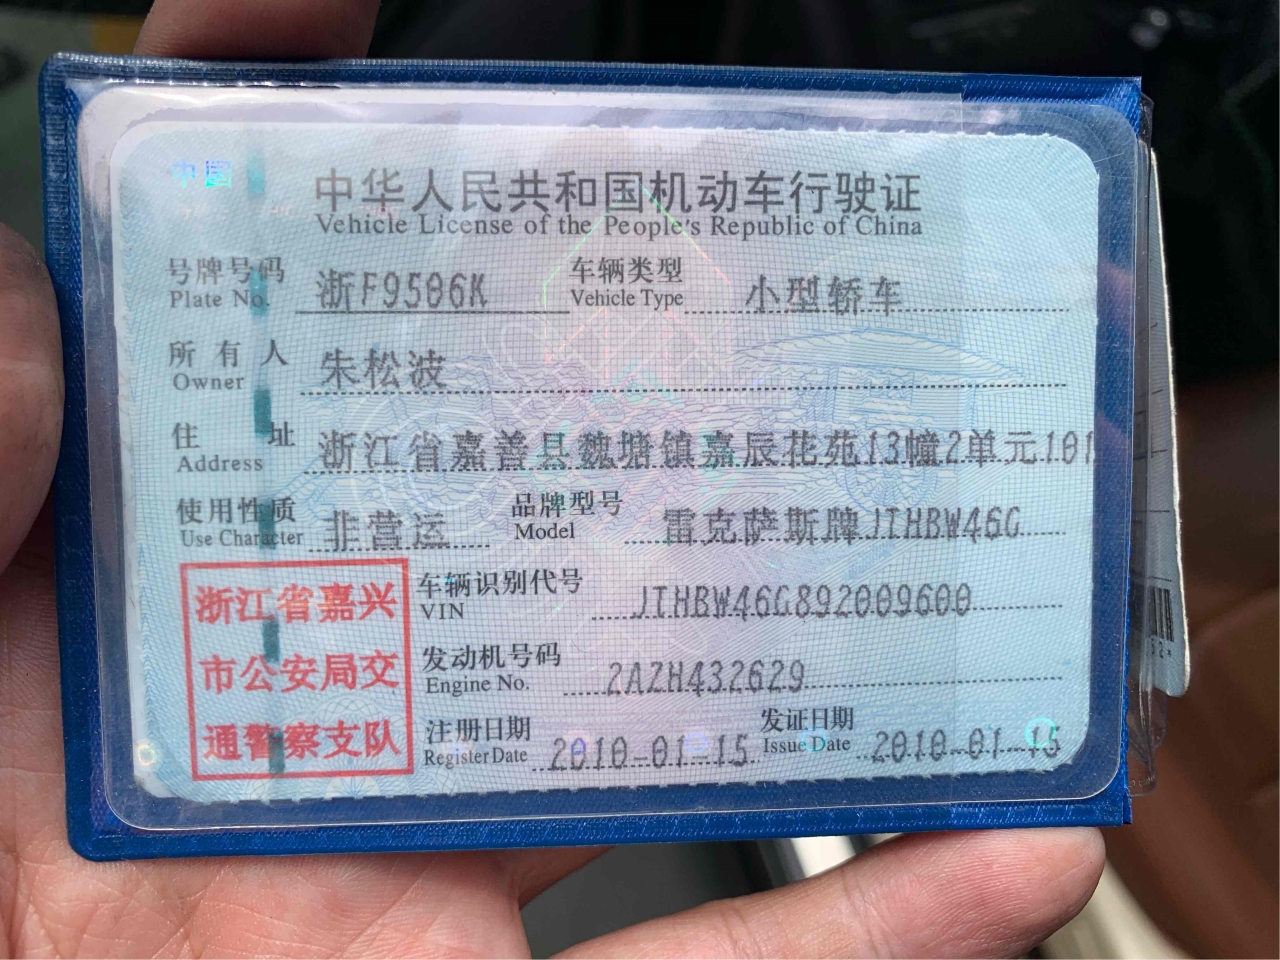 中国
中华人民共和国机动车行驶证
Vehicle License of the People's Republic of China
号牌号码 浙F9506K 车辆类型 小型轿车
Plate No. Vehicle Type
所有人 朱松波
Owner
住址 浙江省嘉善县魏塘镇嘉辰花苑13幢2单元101
Address
使用性质 非营运 品牌型号 雷克萨斯牌JTHBW46G
Use Character Model
浙江省嘉兴
市公安局交
通警察支队
车辆识别代号 JTHBW46G892009600
VIN
发动机号码 2AZH432629
Engine No.
注册日期 2010-01-15 发证日期 2010-01-15
Register Date Issue Date